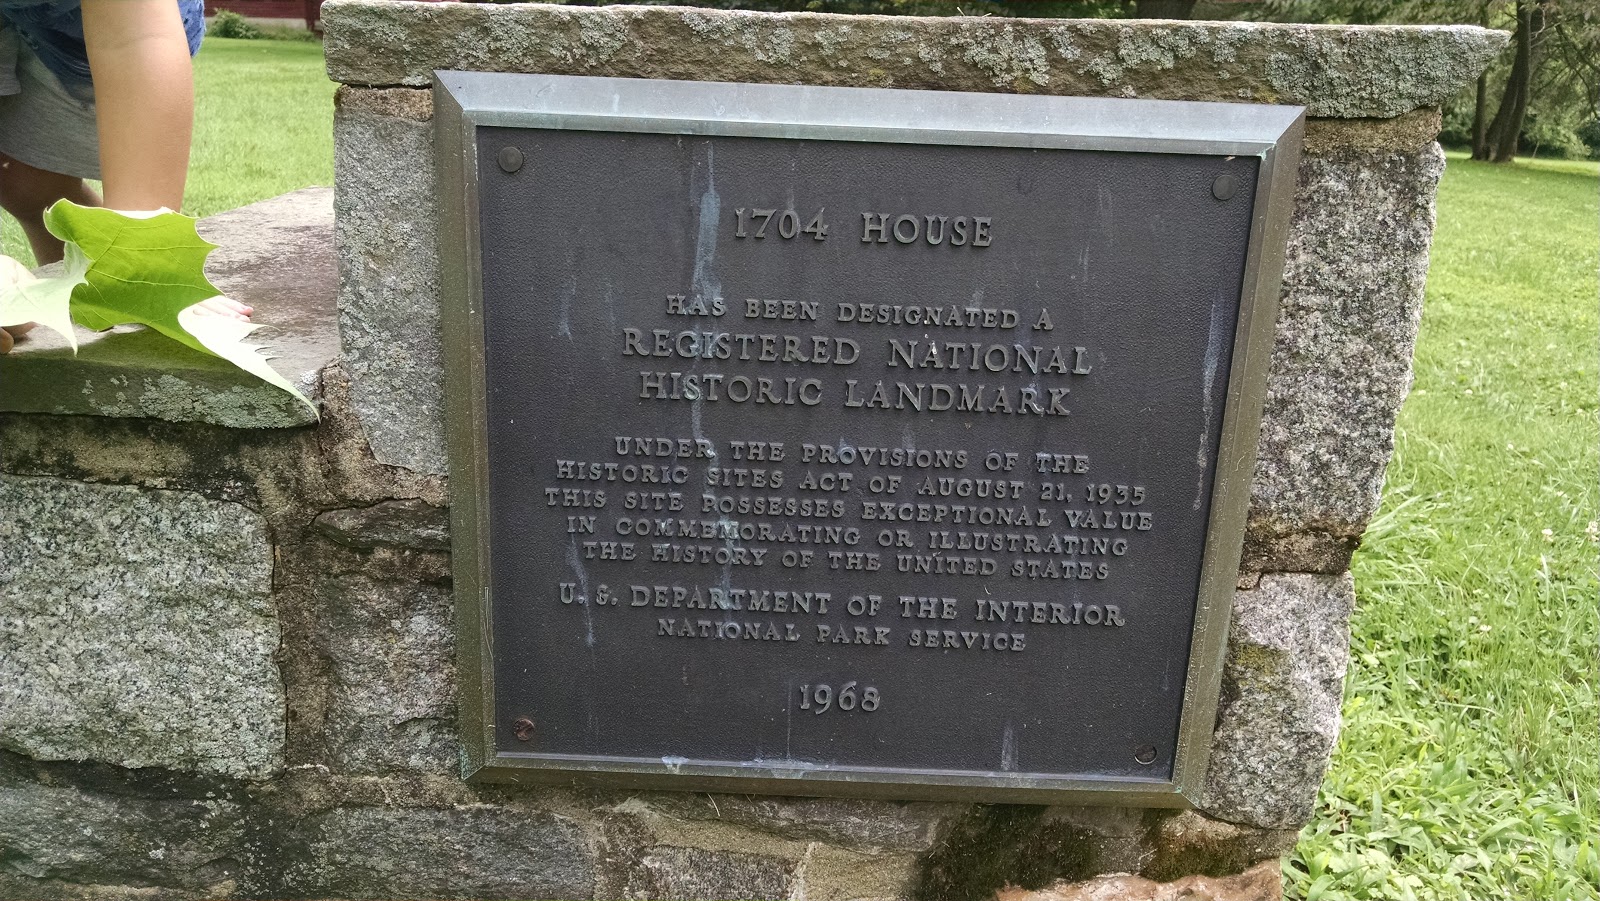 1704 HOUSE
HAS BEEN DESIGNATED A
REGISTERED NATIONAL
HISTORIC LANDMARK
UNDER THE PROVISIONS OF THE
HISTORIC SITES ACT OF AUGUST 21, 1935
THIS SITE POSSESSES EXCEPTIONAL VALUE
IN COMMEMORATING OR ILLUSTRATING
THE HISTORY OF THE UNITED STATES
U. S. DEPARTMENT OF THE INTERIOR
NATIONAL PARK SERVICE
1968